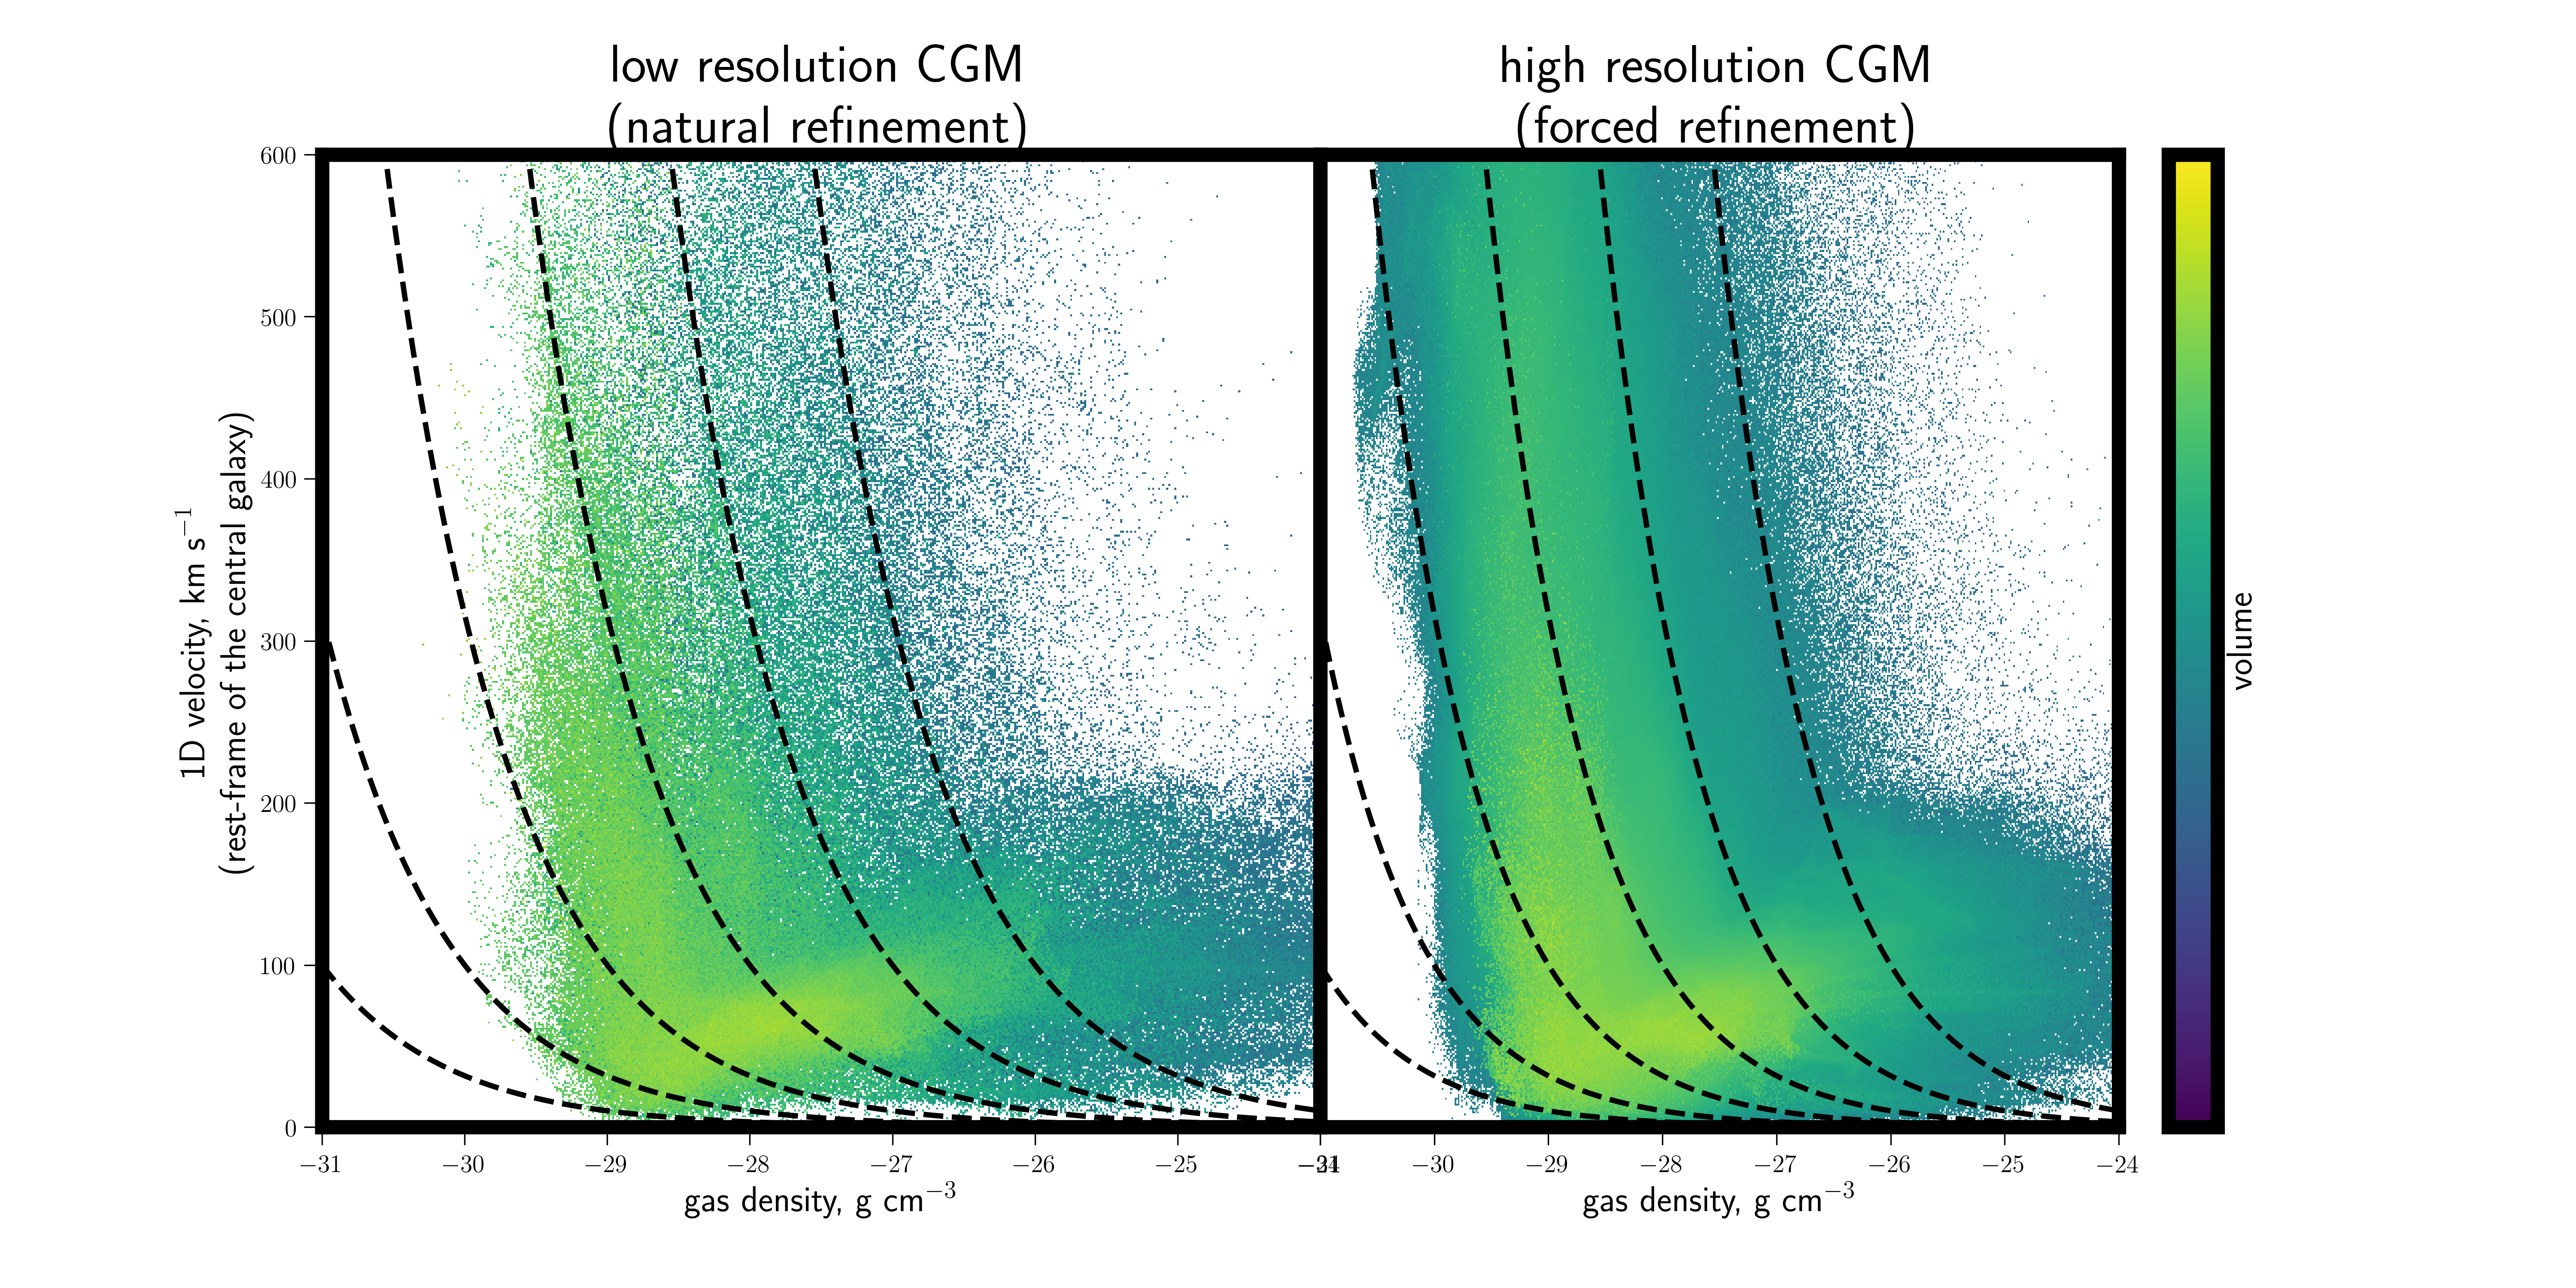 low resolution CGM
(natural refinement)
high resolution CGM
(forced refinement)
600
500
400
300
200
100
0
1D velocity, km s⁻¹
(rest-frame of the central galaxy)
−31 −30 −29 −28 −27 −26 −25
−30 −29 −28 −27 −26 −25 −24
gas density, g cm⁻³
gas density, g cm⁻³
volume